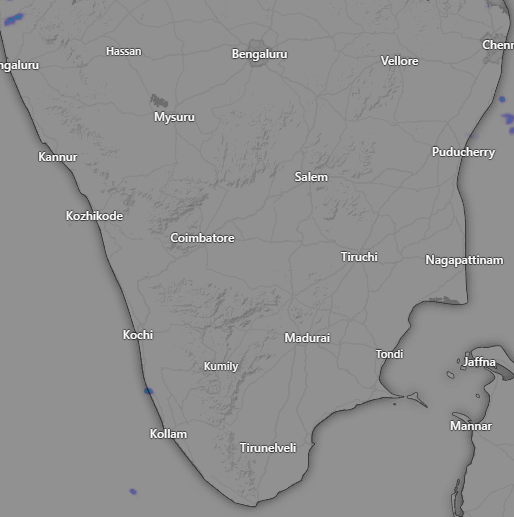 Hassan
Bengaluru
Chenn
ngaluru
Vellore
Mysuru
Kannur
Puducherry
Salem
Kozhikode
Coimbatore
Tiruchi
Nagapattinam
Kochi
Madurai
Tondi
Kumily
Jaffna
Kollam
Mannar
Tirunelveli